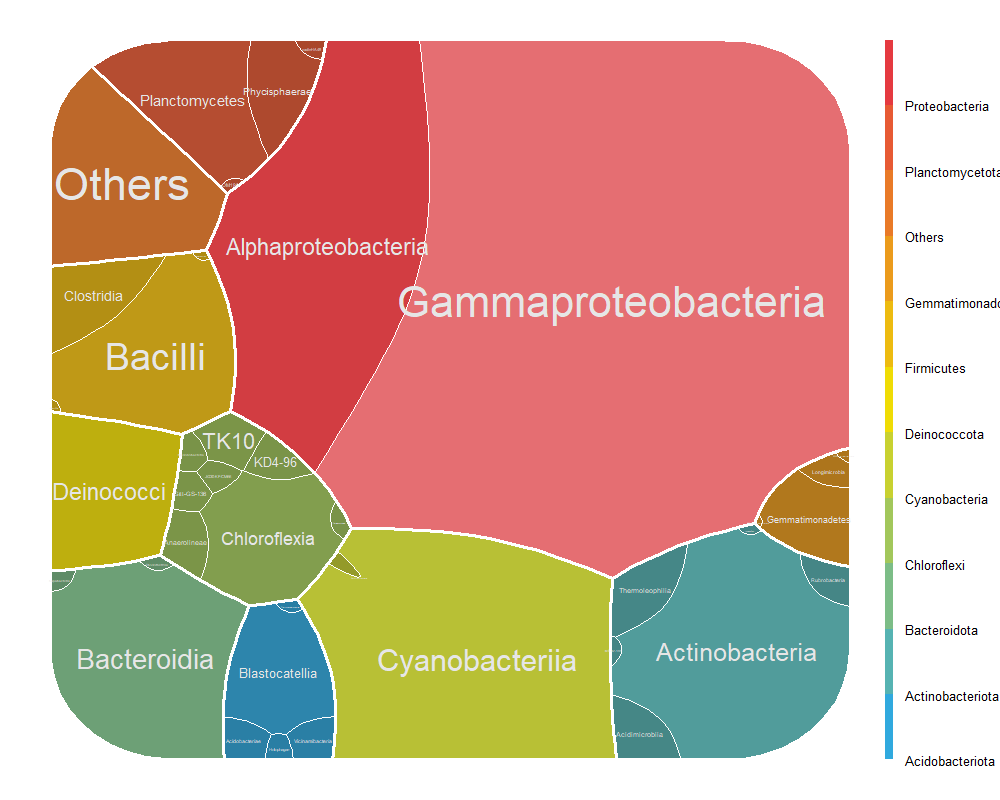 Planctomycetes
Phycisphaerae
Others
Alphaproteobacteria
Gammaproteobacteria
Clostridia
Bacilli
TK10
KD4-96
Deinococci
Chloroflexia
Anaerolineae
Longimicrobia
Gemmatimonadetes
Bacteroidia
Blastocatellia
Cyanobacteriia
Thermoleophilia
Rubrobacteria
Actinobacteria
Acidimicrobiia
Acidobacteriae
Vicinamibacteria
Proteobacteria
Planctomycetota
Others
Gemmatimonado
Firmicutes
Deinococcota
Cyanobacteria
Chloroflexi
Bacteroidota
Actinobacteriota
Acidobacteriota